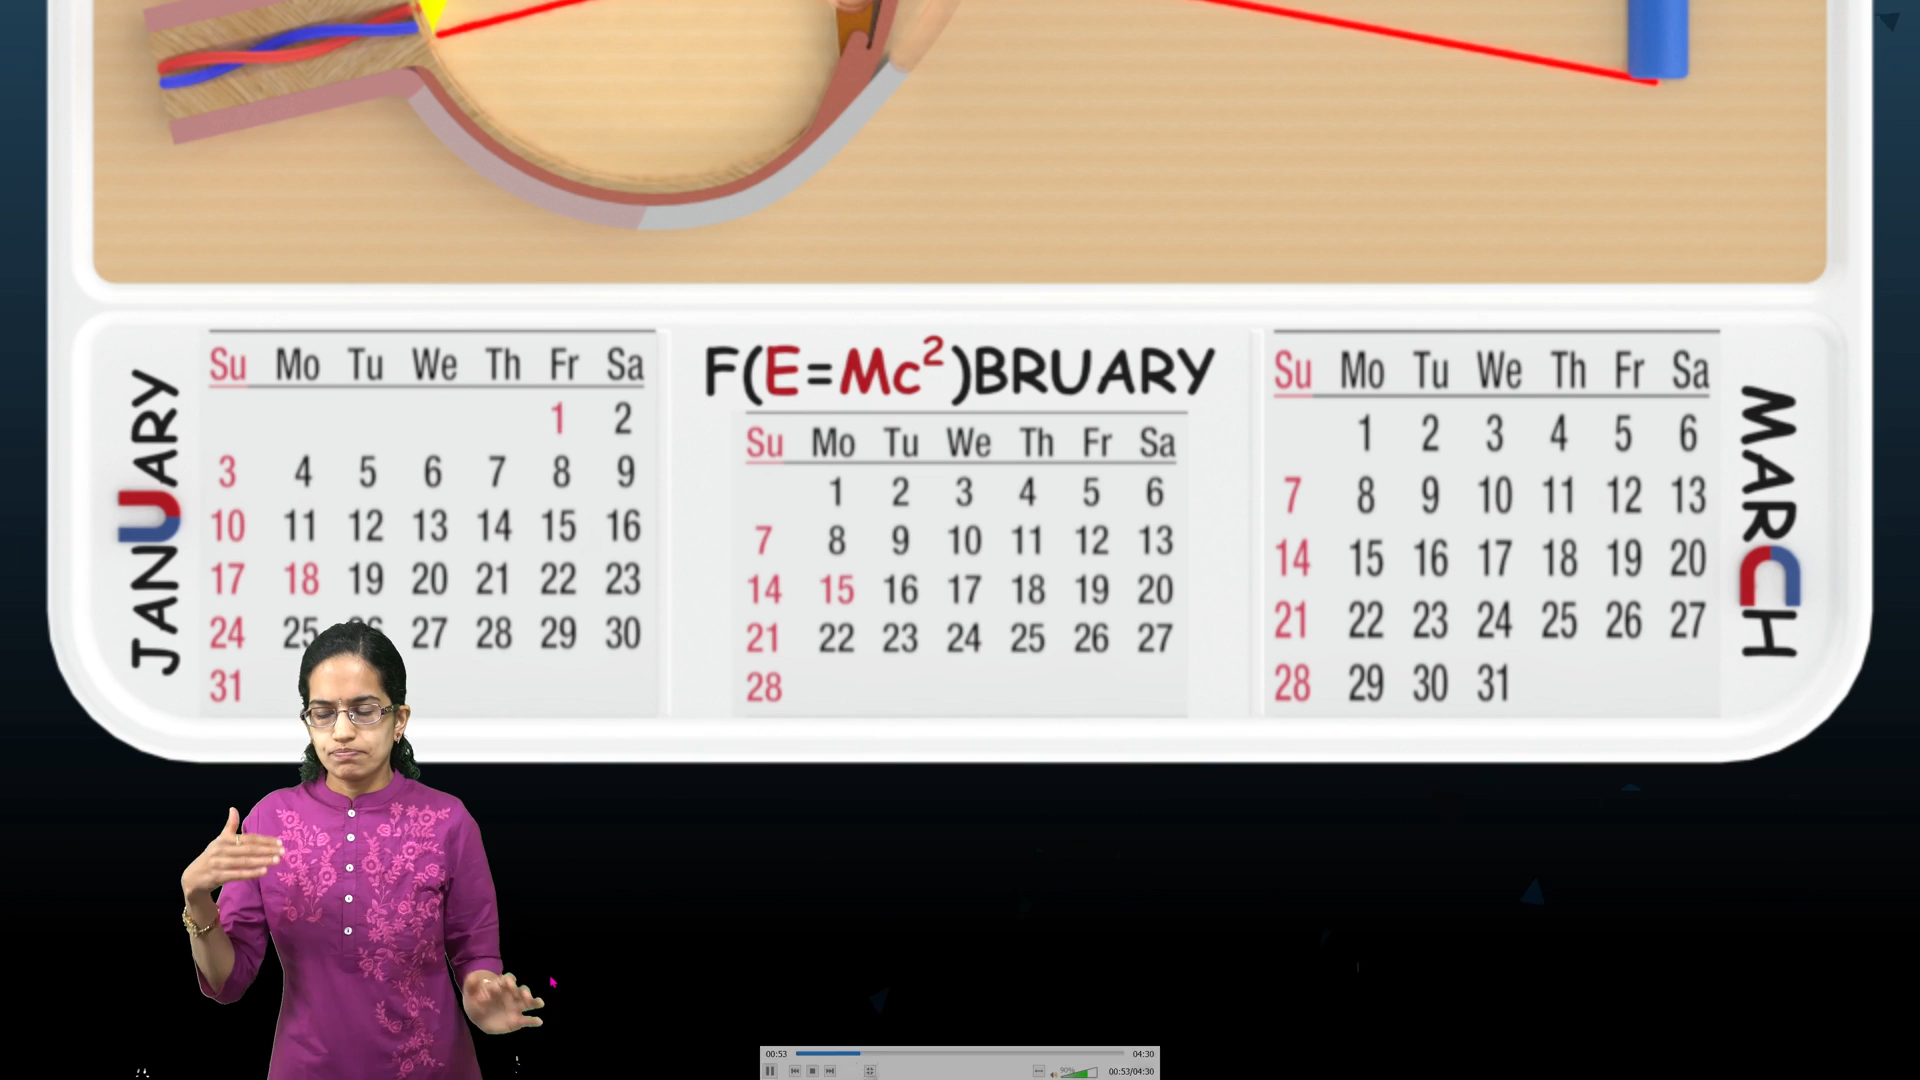 JANUARY
Su Mo Tu We Th Fr Sa
1 2
3 4 5 6 7 8 9
10 11 12 13 14 15 16
17 18 19 20 21 22 23
24 25 26 27 28 29 30
31
F(E=Mc²)BRUARY
Su Mo Tu We Th Fr Sa
1 2 3 4 5 6
7 8 9 10 11 12 13
14 15 16 17 18 19 20
21 22 23 24 25 26 27
28
Su Mo Tu We Th Fr Sa
1 2 3 4 5 6
7 8 9 10 11 12 13
14 15 16 17 18 19 20
21 22 23 24 25 26 27
28 29 30 31
MARCH
00:53 04:30
90% 00:53/04:30